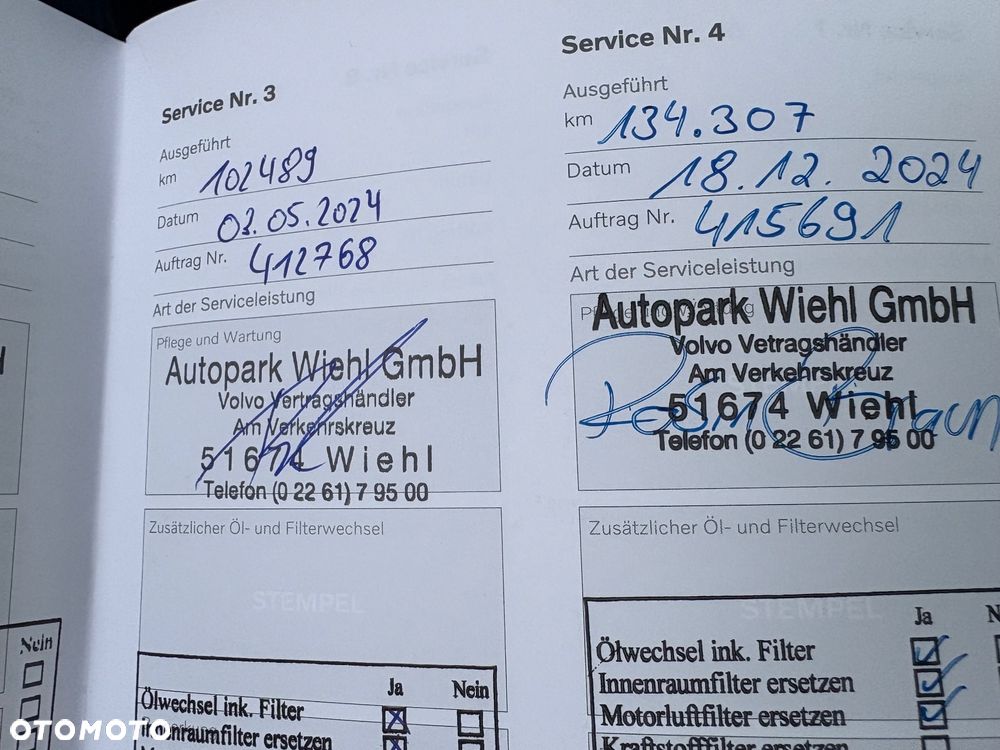 Service Nr. 3
Ausgeführt
km 102489
Datum 03.05.2024
Auftrag Nr. 412768
Art der Serviceleistung
Pflege und Wartung
Autopark Wiehl GmbH
Volvo Vertragshändler
Am Verkehrskreuz
51674 Wiehl
Telefon (0 22 61) 7 95 00
Zusätzlicher Öl- und Filterwechsel
STEMPEL
Ja Nein
Ölwechsel ink. Filter
Innenraumfilter ersetzen
Service Nr. 4
Ausgeführt
km 134.307
Datum 18.12.2024
Auftrag Nr. 415691
Art der Serviceleistung
Autopark Wiehl GmbH
Volvo Vetragshändler
Am Verkehrskreuz
51674 Wiehl
Telefon (0 22 61) 7 95 00
Zusätzlicher Öl- und Filterwechsel
STEMPEL
Ja
Ölwechsel ink. Filter
Innenraumfilter ersetzen
Motorluftfilter ersetzen
Kraftstofffilter ersetzen
Nein
OTOMOTO